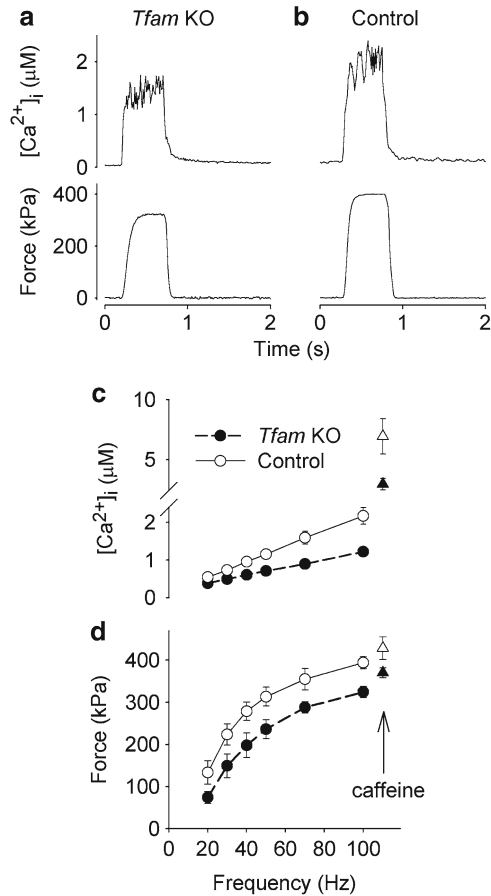 a Tfam KO b Control
[Ca2+]i (μM)
2
1
0
Force (kPa)
400
200
0
0 1 2 0 1 2
Time (s)
c
[Ca2+]i (μM)
10
5
2
1
0
Tfam KO
Control
d
Force (kPa)
400
300
200
100
0
caffeine
0 20 40 60 80 100
Frequency (Hz)